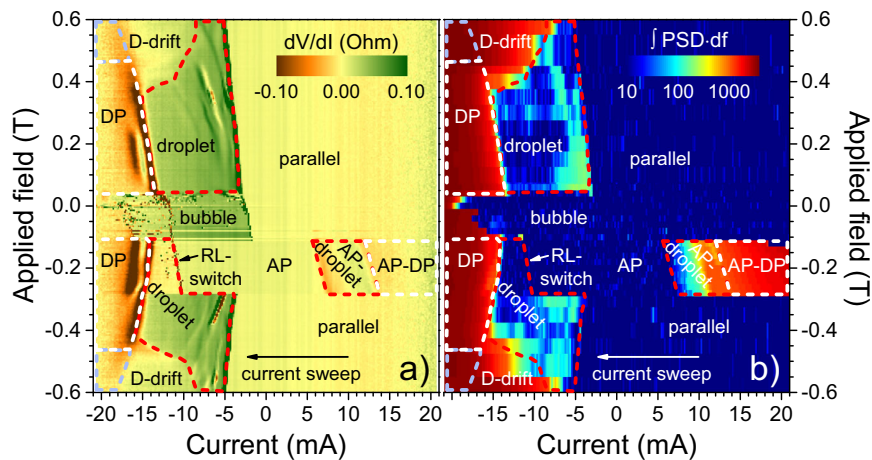 0.6
0.4
0.2
0.0
-0.2
-0.4
-0.6
Applied field (T)
D-drift
dV/dI (Ohm)
-0.10 0.00 0.10
DP
droplet
parallel
bubble
DP
RL-
switch
droplet
AP
AP-
droplet
AP-DP
parallel
D-drift
current sweep
a)
-20 -15 -10 -5 0 5 10 15 20
Current (mA)
D-drift
∫ PSD·df
10 100 1000
DP
droplet
parallel
bubble
DP
RL-
switch
droplet
AP
AP-
droplet
AP-DP
parallel
D-drift
current sweep
b)
-20 -15 -10 -5 0 5 10 15 20
Current (mA)
0.6
0.4
0.2
0.0
-0.2
-0.4
-0.6
Applied field (T)